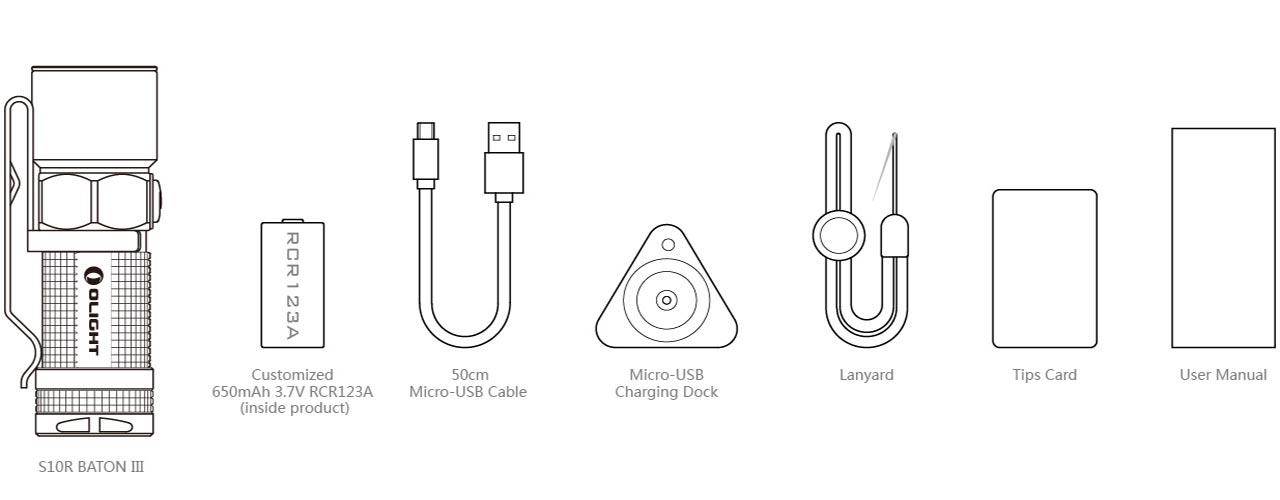 OLIGHT
S10R BATON III
RCR123A
Customized
650mAh 3.7V RCR123A
(inside product)
50cm
Micro-USB Cable
Micro-USB
Charging Dock
Lanyard
Tips Card
User Manual